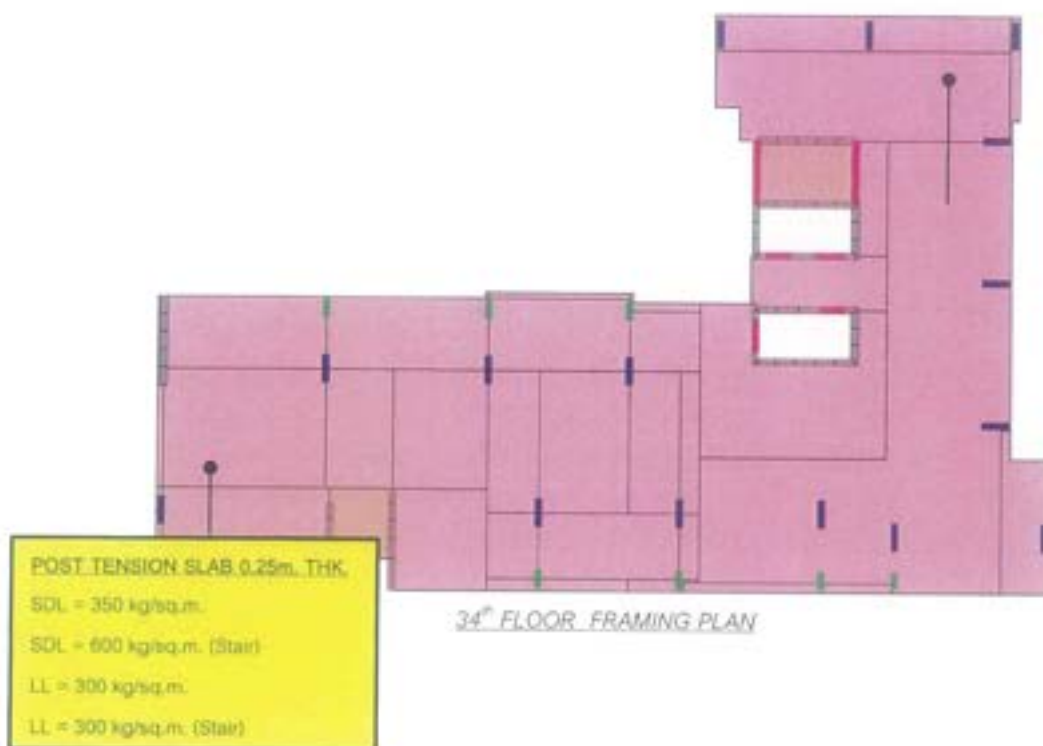 34th FLOOR FRAMING PLAN
POST TENSION SLAB 0.25m. THK.
SDL = 350 kg/sq.m.
SDL = 600 kg/sq.m. (Stair)
LL = 300 kg/sq.m.
LL = 300 kg/sq.m. (Stair)